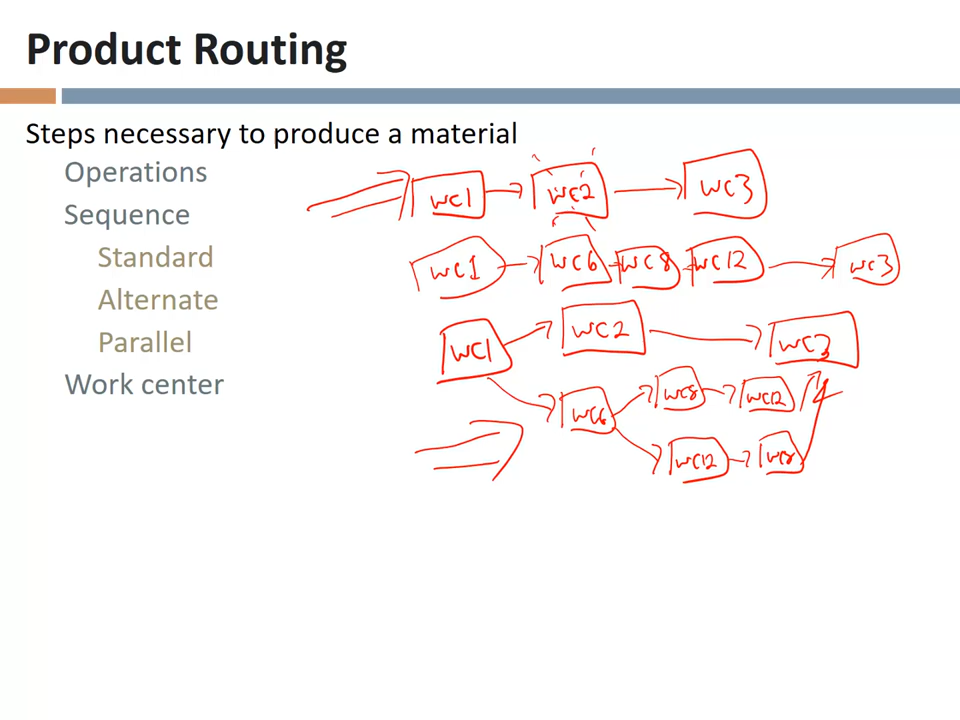 Product Routing
Steps necessary to produce a material
Operations
Sequence
Standard
Alternate
Parallel
Work center
WC1 WC2 WC3
WC1 WC6 WC8 WC12 WC3
WC1 WC2 WC3
WC6 WC8 WC12
WC12 WC8